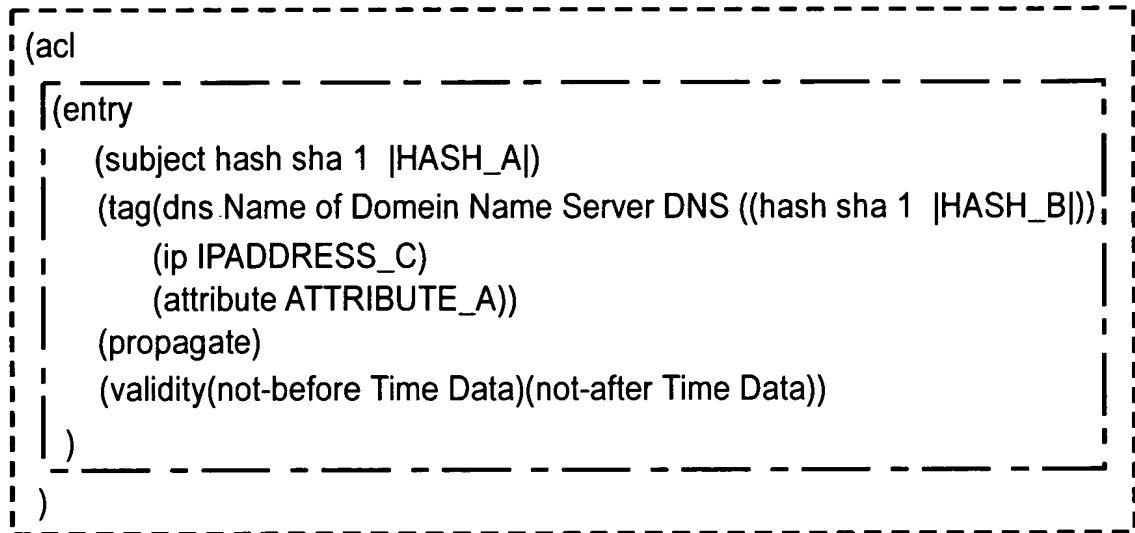 (acl
(entry
(subject hash sha 1 |HASH_A|)
(tag(dns Name of Domein Name Server DNS ((hash sha 1 |HASH_B|))
(ip IPADDRESS_C)
(attribute ATTRIBUTE_A))
(propagate)
(validity(not-before Time Data)(not-after Time Data))
)
)